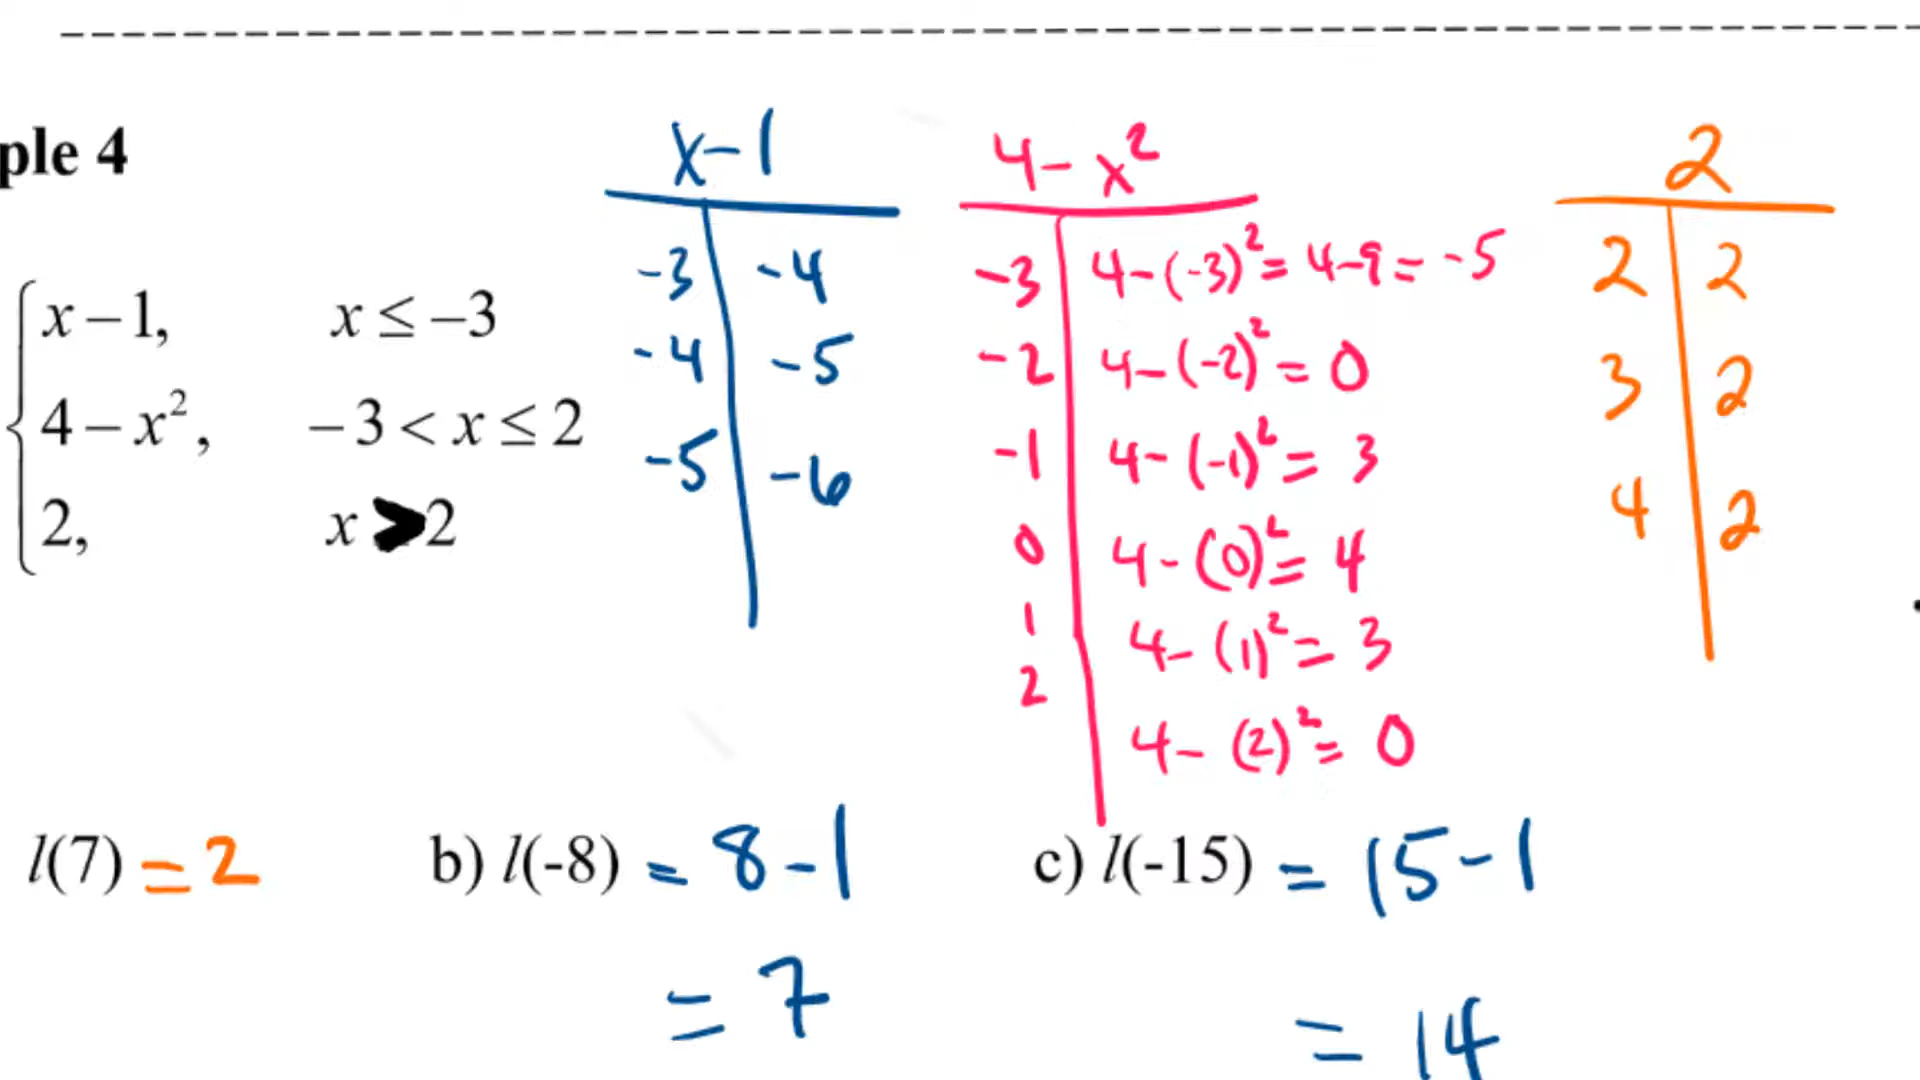 ple 4
x-1
-3 -4
-4 -5
-5 -6
4-x²
-3 4-(-3)²=4-9=-5
-2 4-(-2)²=0
-1 4-(-1)²=3
0 4-(0)²=4
1 4-(1)²=3
2 4-(2)²=0
2
2 2
3 2
4 2
x-1, x≤-3
4-x², -3<x≤2
2, x>2
l(7) =2
b) l(-8) =8-1
=7
c) l(-15) =15-1
=14